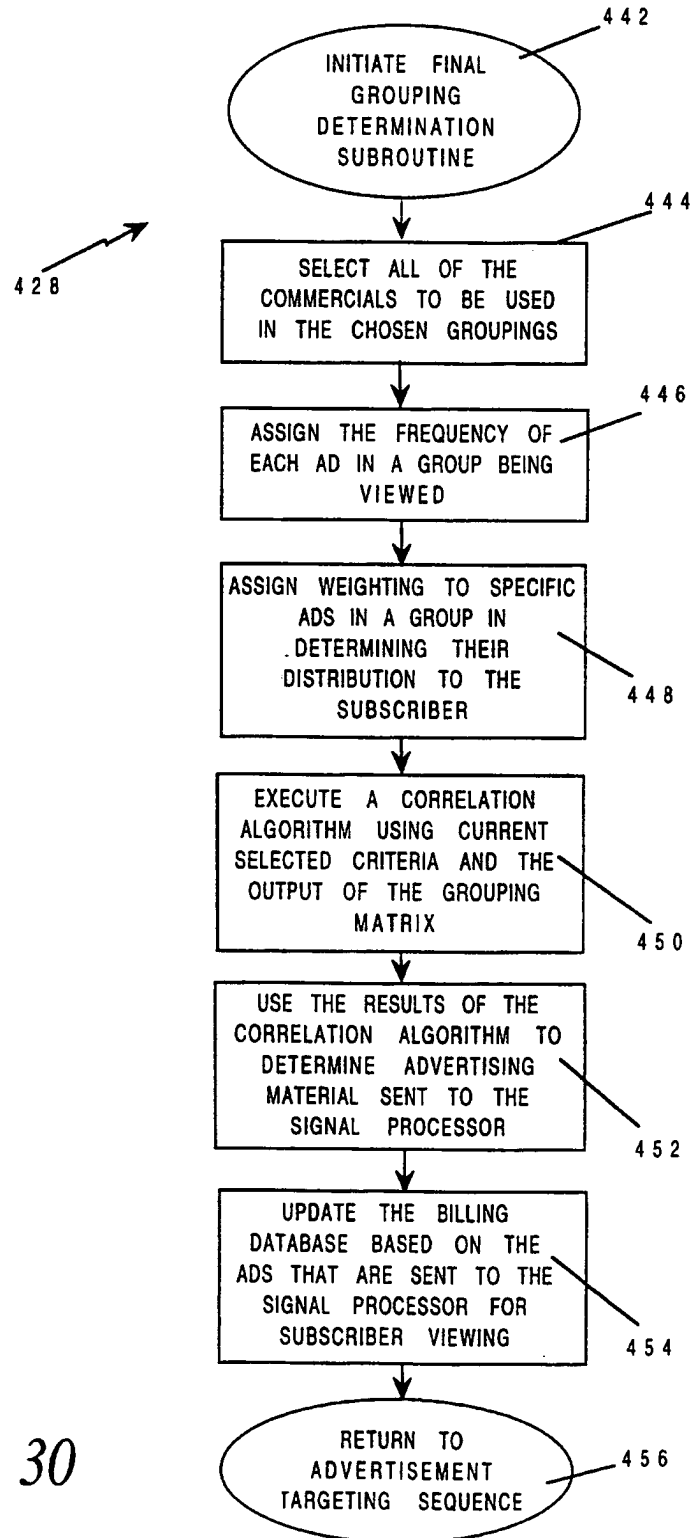 442
INITIATE FINAL
GROUPING
DETERMINATION
SUBROUTINE
444
428
SELECT ALL OF THE
COMMERCIALS TO BE USED
IN THE CHOSEN GROUPINGS
446
ASSIGN THE FREQUENCY OF
EACH AD IN A GROUP BEING
VIEWED
ASSIGN WEIGHTING TO SPECIFIC
ADS IN A GROUP IN
DETERMINING THEIR
DISTRIBUTION TO THE
SUBSCRIBER
448
EXECUTE A CORRELATION
ALGORITHM USING CURRENT
SELECTED CRITERIA AND THE
OUTPUT OF THE GROUPING
MATRIX
450
USE THE RESULTS OF THE
CORRELATION ALGORITHM TO
DETERMINE ADVERTISING
MATERIAL SENT TO THE
SIGNAL PROCESSOR
452
UPDATE THE BILLING
DATABASE BASED ON THE
ADS THAT ARE SENT TO THE
SIGNAL PROCESSOR FOR
SUBSCRIBER VIEWING
454
30
RETURN TO
ADVERTISEMENT
TARGETING SEQUENCE
456